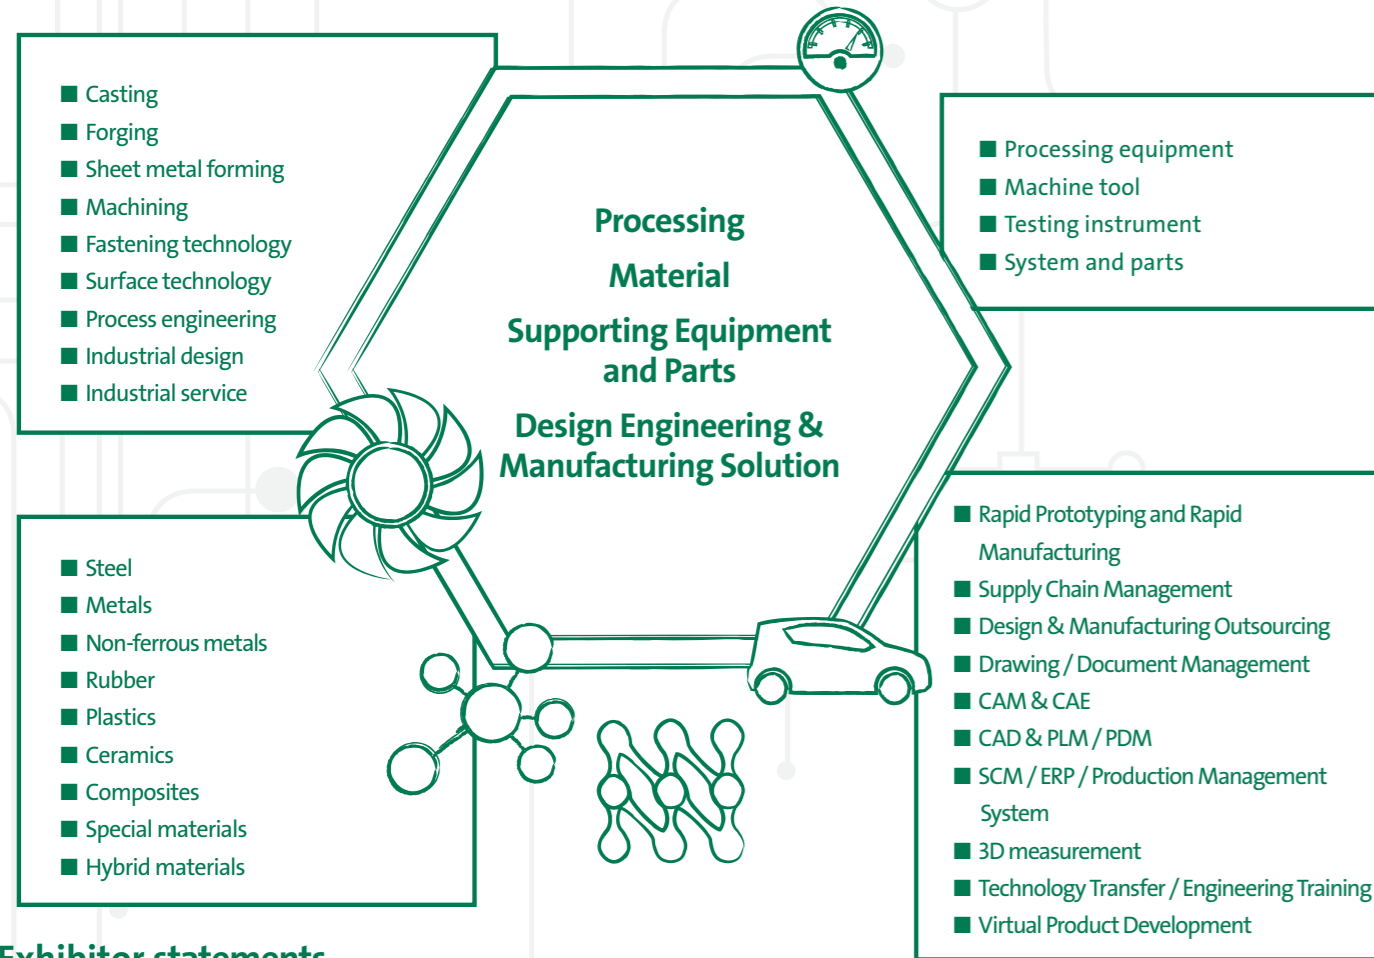 Casting
Forging
Sheet metal forming
Machining
Fastening technology
Surface technology
Process engineering
Industrial design
Industrial service
Processing
Material
Supporting Equipment
and Parts
Design Engineering &
Manufacturing Solution
Processing equipment
Machine tool
Testing instrument
System and parts
Steel
Metals
Non-ferrous metals
Rubber
Plastics
Ceramics
Composites
Special materials
Hybrid materials
Rapid Prototyping and Rapid
Manufacturing
Supply Chain Management
Design & Manufacturing Outsourcing
Drawing / Document Management
CAM & CAE
CAD & PLM / PDM
SCM / ERP / Production Management
System
3D measurement
Technology Transfer / Engineering Training
Virtual Product Development
Exhibitor statements